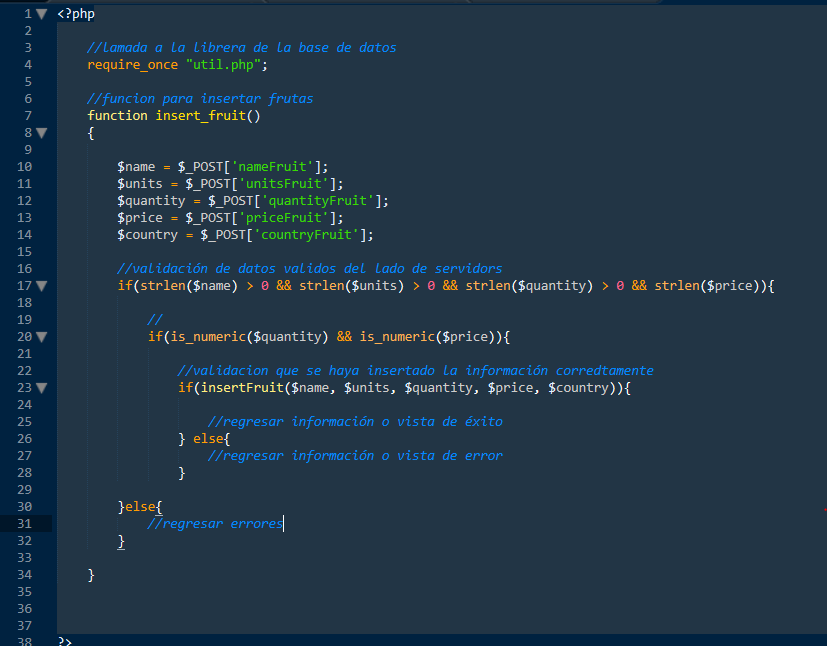 1 <?php
2
3 //lamada a la librera de la base de datos
4 require_once "util.php";
5
6 //funcion para insertar frutas
7 function insert_fruit()
8 {
9
10 $name = $_POST['nameFruit'];
11 $units = $_POST['unitsFruit'];
12 $quantity = $_POST['quantityFruit'];
13 $price = $_POST['priceFruit'];
14 $country = $_POST['countryFruit'];
15
16 //validación de datos validos del lado de servidors
17 if(strlen($name) > 0 && strlen($units) > 0 && strlen($quantity) > 0 && strlen($price)){
18
19 //
20 if(is_numeric($quantity) && is_numeric($price)){
21
22 //validacion que se haya insertado la información corredtamente
23 if(insertFruit($name, $units, $quantity, $price, $country)){
24
25 //regresar información o vista de éxito
26 } else{
27 //regresar información o vista de error
28 }
29
30 }else{
31 //regresar errores
32 }
33
34 }
35
36
37
38 ?>